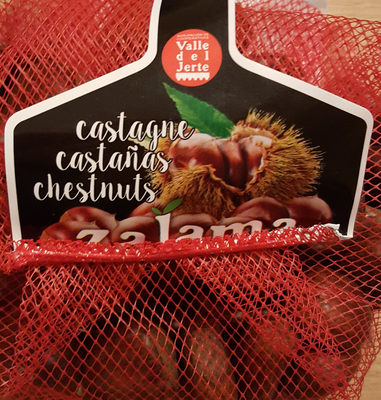 Valle
del
Jerte
castagne
castañas
chestnuts
zalama